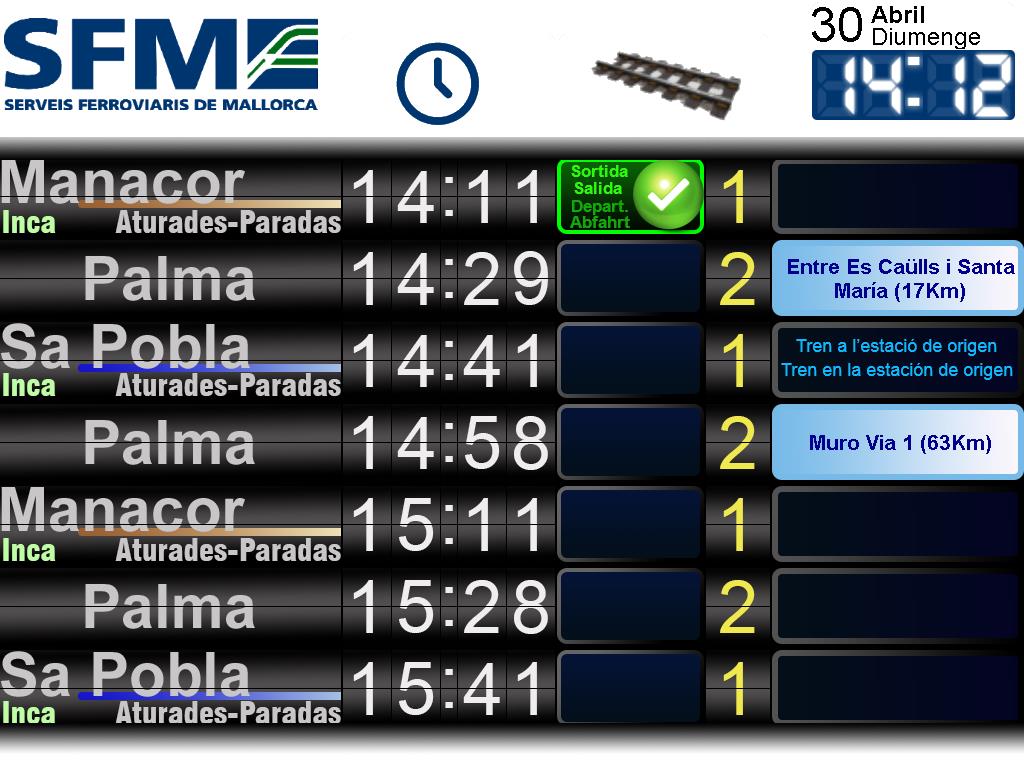 SFM
SERVEIS FERROVIARIS DE MALLORCA
30 Abril
Diumenge
14:12
Manacor
Inca Aturades-Paradas
14:11
Sortida
Salida
Depart.
Abfahrt
1
Palma
14:29
2
Entre Es Caülls i Santa
María (17Km)
Sa Pobla
Inca Aturades-Paradas
14:41
1
Tren a l'estació de origen
Tren en la estación de origen
Palma
14:58
2
Muro Via 1 (63Km)
Manacor
Inca Aturades-Paradas
15:11
1
Palma
15:28
2
Sa Pobla
Inca Aturades-Paradas
15:41
1